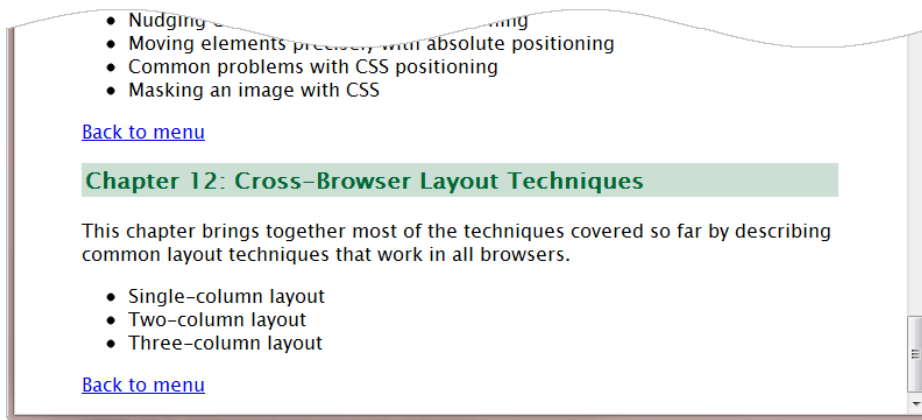 Nudging
Moving elements precisely with absolute positioning
Common problems with CSS positioning
Masking an image with CSS
Back to menu
Chapter 12: Cross-Browser Layout Techniques
This chapter brings together most of the techniques covered so far by describing
common layout techniques that work in all browsers.
Single-column layout
Two-column layout
Three-column layout
Back to menu